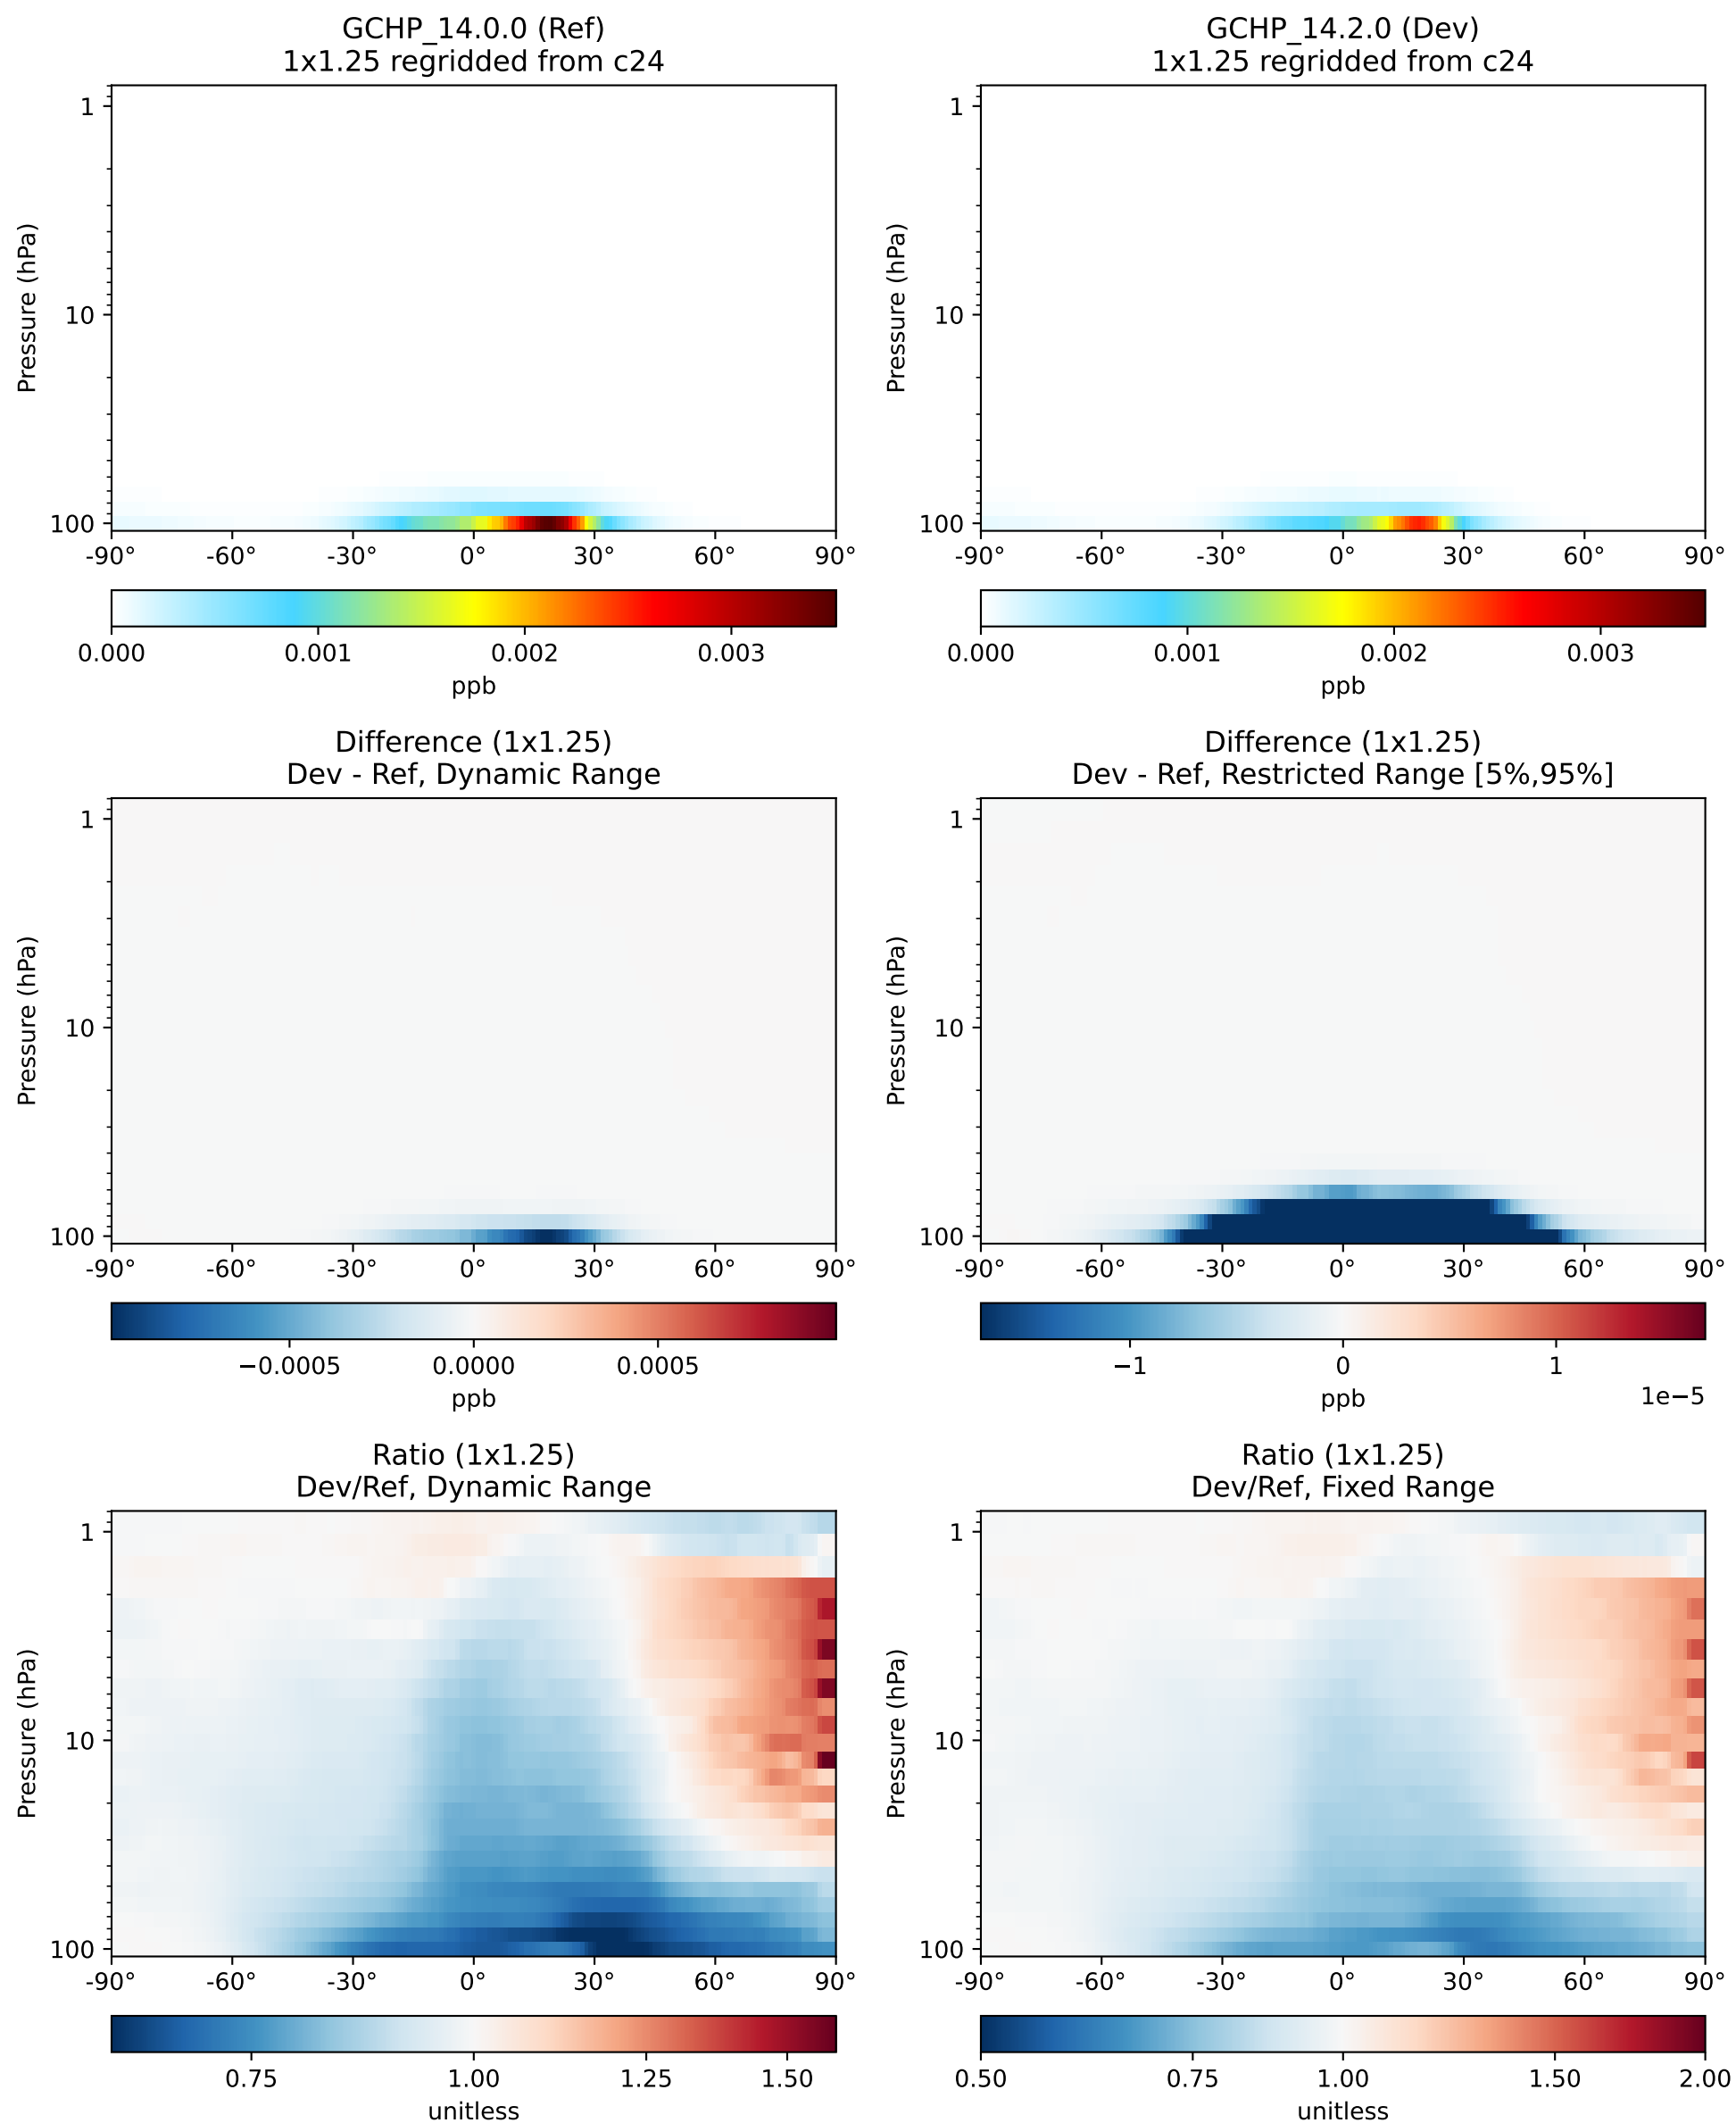 GCHP_14.0.0 (Ref)
1x1.25 regridded from c24
Pressure (hPa)
1
10
100
-90° -60° -30° 0° 30° 60° 90°
0.000 0.001 0.002 0.003
ppb
GCHP_14.2.0 (Dev)
1x1.25 regridded from c24
Pressure (hPa)
1
10
100
-90° -60° -30° 0° 30° 60° 90°
0.000 0.001 0.002 0.003
ppb
Difference (1x1.25)
Dev - Ref, Dynamic Range
Pressure (hPa)
1
10
100
-90° -60° -30° 0° 30° 60° 90°
−0.0005 0.0000 0.0005
ppb
Difference (1x1.25)
Dev - Ref, Restricted Range [5%,95%]
Pressure (hPa)
1
10
100
-90° -60° -30° 0° 30° 60° 90°
−1 0 1
ppb
1e−5
Ratio (1x1.25)
Dev/Ref, Dynamic Range
Pressure (hPa)
1
10
100
-90° -60° -30° 0° 30° 60° 90°
0.75 1.00 1.25 1.50
unitless
Ratio (1x1.25)
Dev/Ref, Fixed Range
Pressure (hPa)
1
10
100
-90° -60° -30° 0° 30° 60° 90°
0.50 0.75 1.00 1.50 2.00
unitless